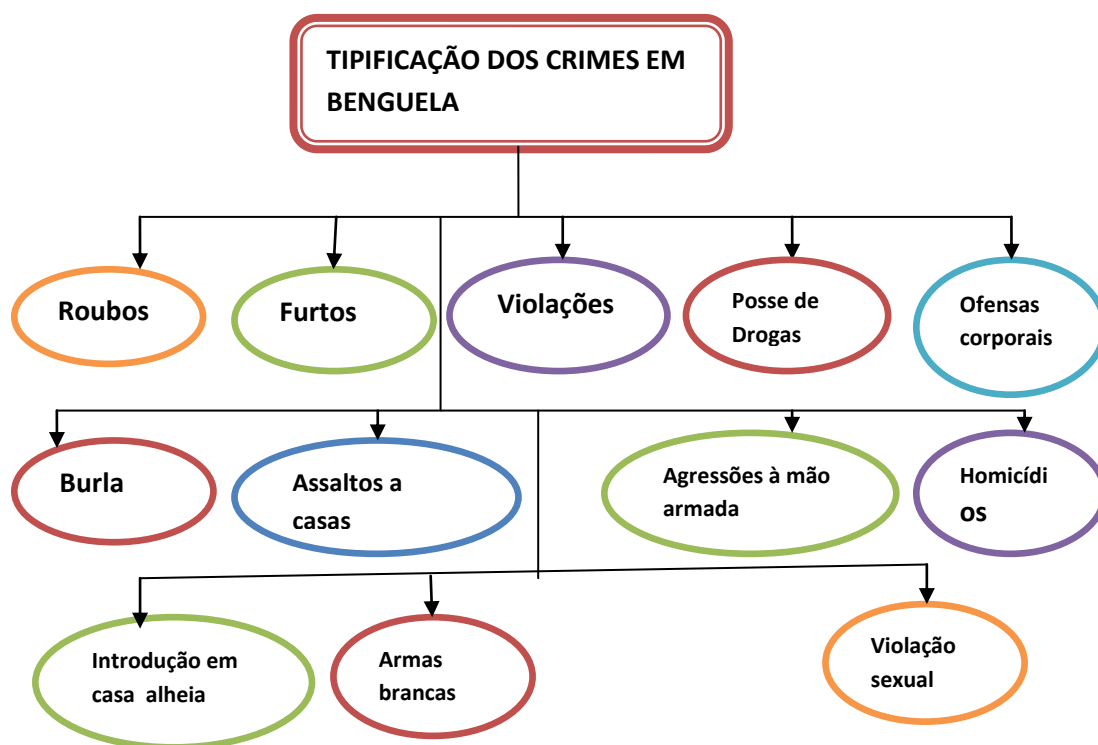 TIPIFICAÇÃO DOS CRIMES EM
BENGUELA
Roubos
Furtos
Violações
Posse de
Drogas
Ofensas
corporais
Burla
Assaltos a
casas
Agressões à mão
armada
Homicídi
os
Introdução em
casa alheia
Armas
brancas
Violação
sexual